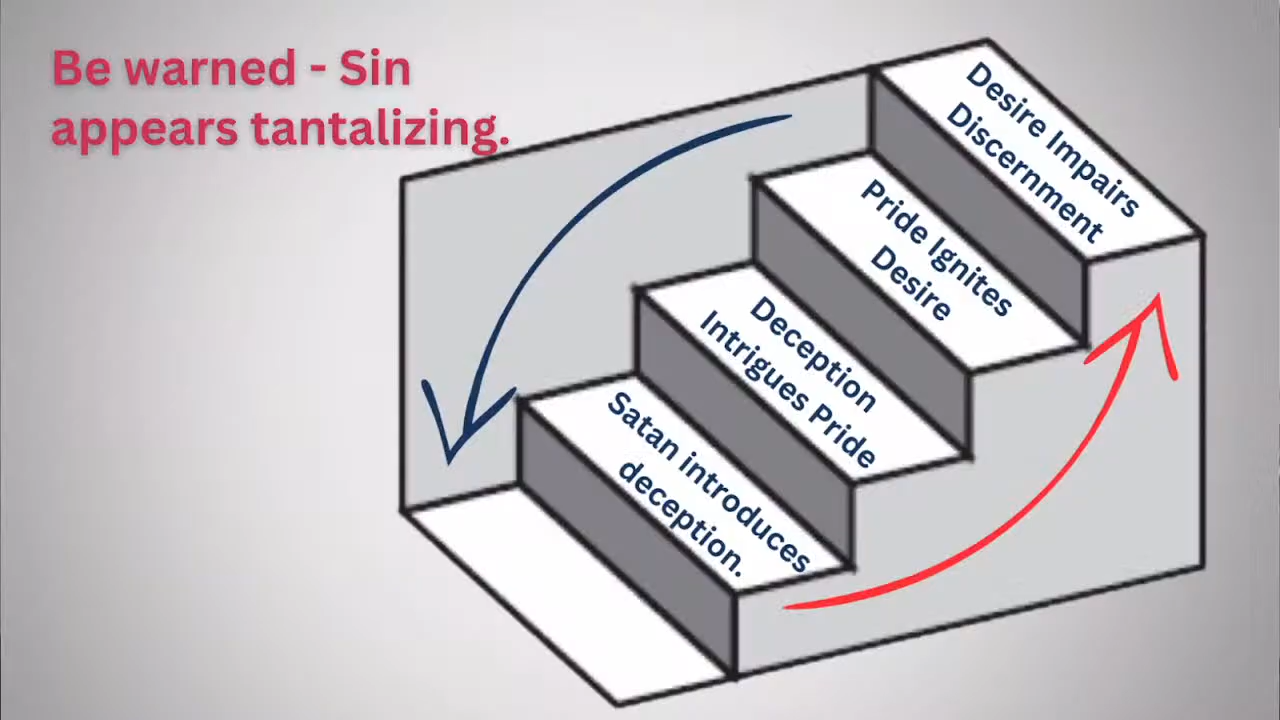 Be warned - Sin
appears tantalizing.
Desire Impairs
Discernment
Pride Ignites
Desire
Deception
Intrigues Pride
Satan introduces
deception.